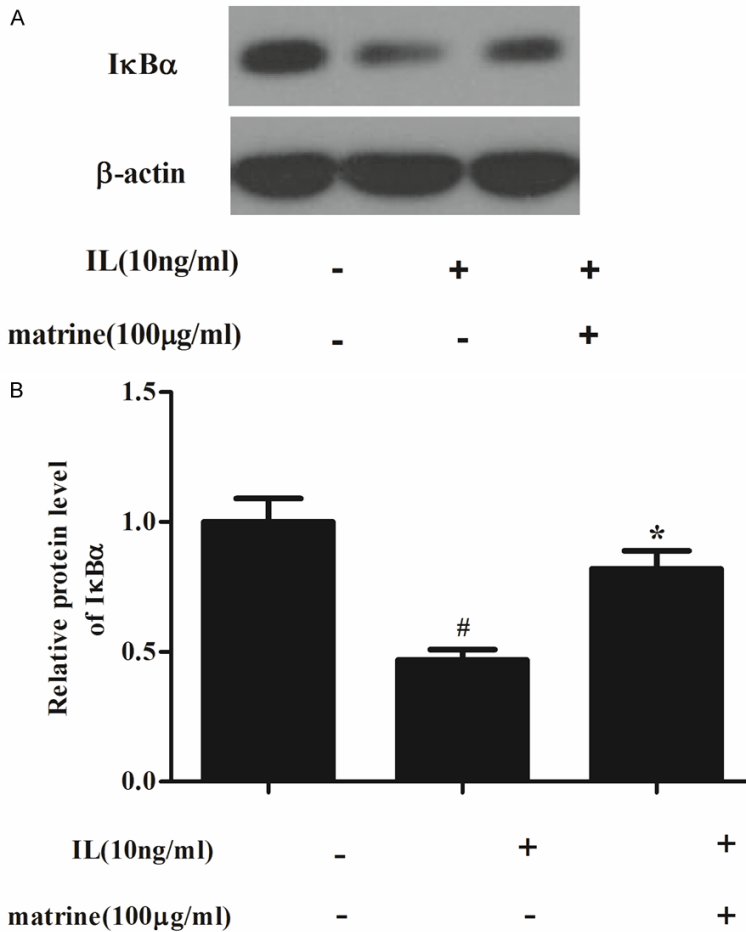 A
IκBα
β-actin
IL(10ng/ml) - + +
matrine(100μg/ml) - - +
B
1.5
1.0
0.5
0.0
Relative protein level
of IκBα
#
*
IL(10ng/ml) - + +
matrine(100μg/ml) - - +